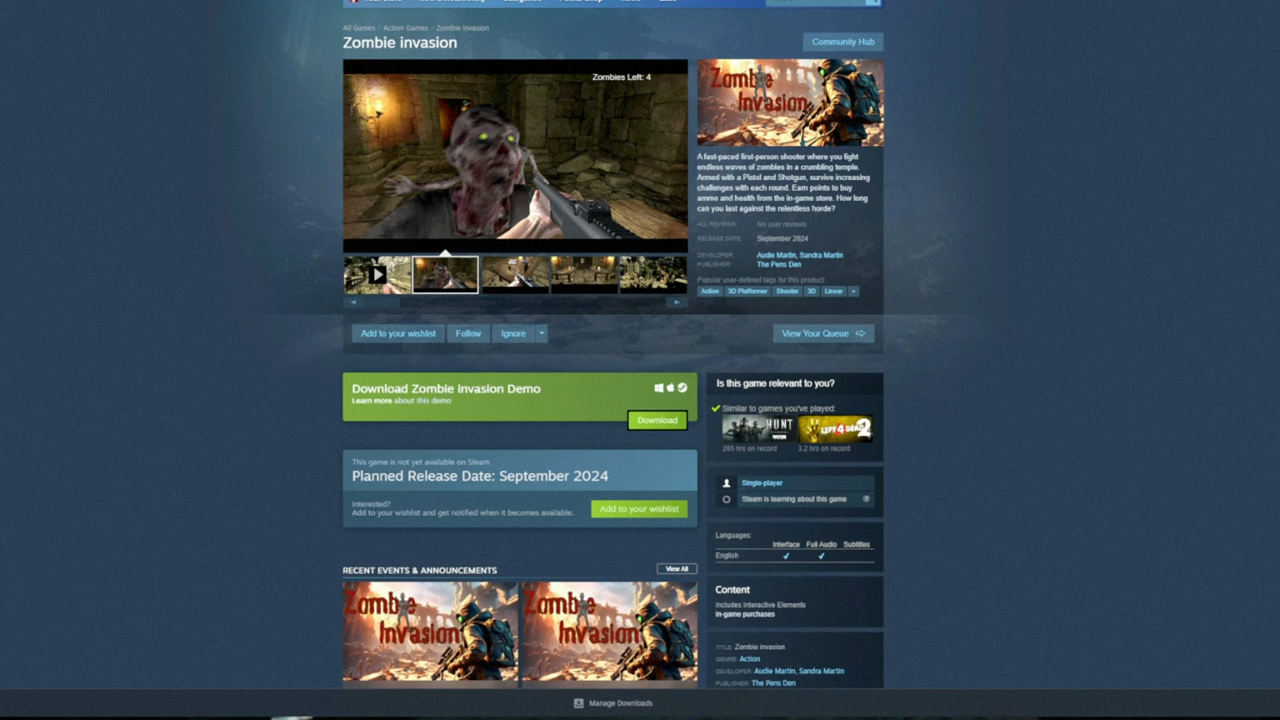 All Games > Action Games > Zombie Invasion
Zombie invasion
Community Hub
Zombies Left: 4
Zombie
Invasion
A fast-paced first-person shooter where you fight
endless waves of zombies in a crumbling temple.
Armed with a Pistol and Shotgun, survive increasing
challenges with each round. Earn points to buy
ammo and health from the in-game store. How long
can you last against the relentless horde?
ALL REVIEWS: No user reviews
RELEASE DATE: September 2024
DEVELOPER: Audie Martin, Sandra Martin
PUBLISHER: The Pens Den
Popular user-defined tags for this product:
Action 3D Platformer Shooter 3D Linear +
Add to your wishlist Follow Ignore
View Your Queue
Download Zombie Invasion Demo
Learn more about this demo
Download
This game is not yet available on Steam
Planned Release Date: September 2024
Interested?
Add to your wishlist and get notified when it becomes available.
Add to your wishlist
RECENT EVENTS & ANNOUNCEMENTS
View All
Zombie
Invasion
Zombie
Invasion
Is this game relevant to you?
Similar to games you've played:
HUNT
LEFT 4 DEAD 2
265 hrs on record 3.2 hrs on record
Single-player
Steam is learning about this game ?
Languages:
Interface Full Audio Subtitles
English ✔ ✔
Content
Includes Interactive Elements
In-game purchases
TITLE: Zombie invasion
GENRE: Action
DEVELOPER: Audie Martin, Sandra Martin
PUBLISHER: The Pens Den
Manage Downloads